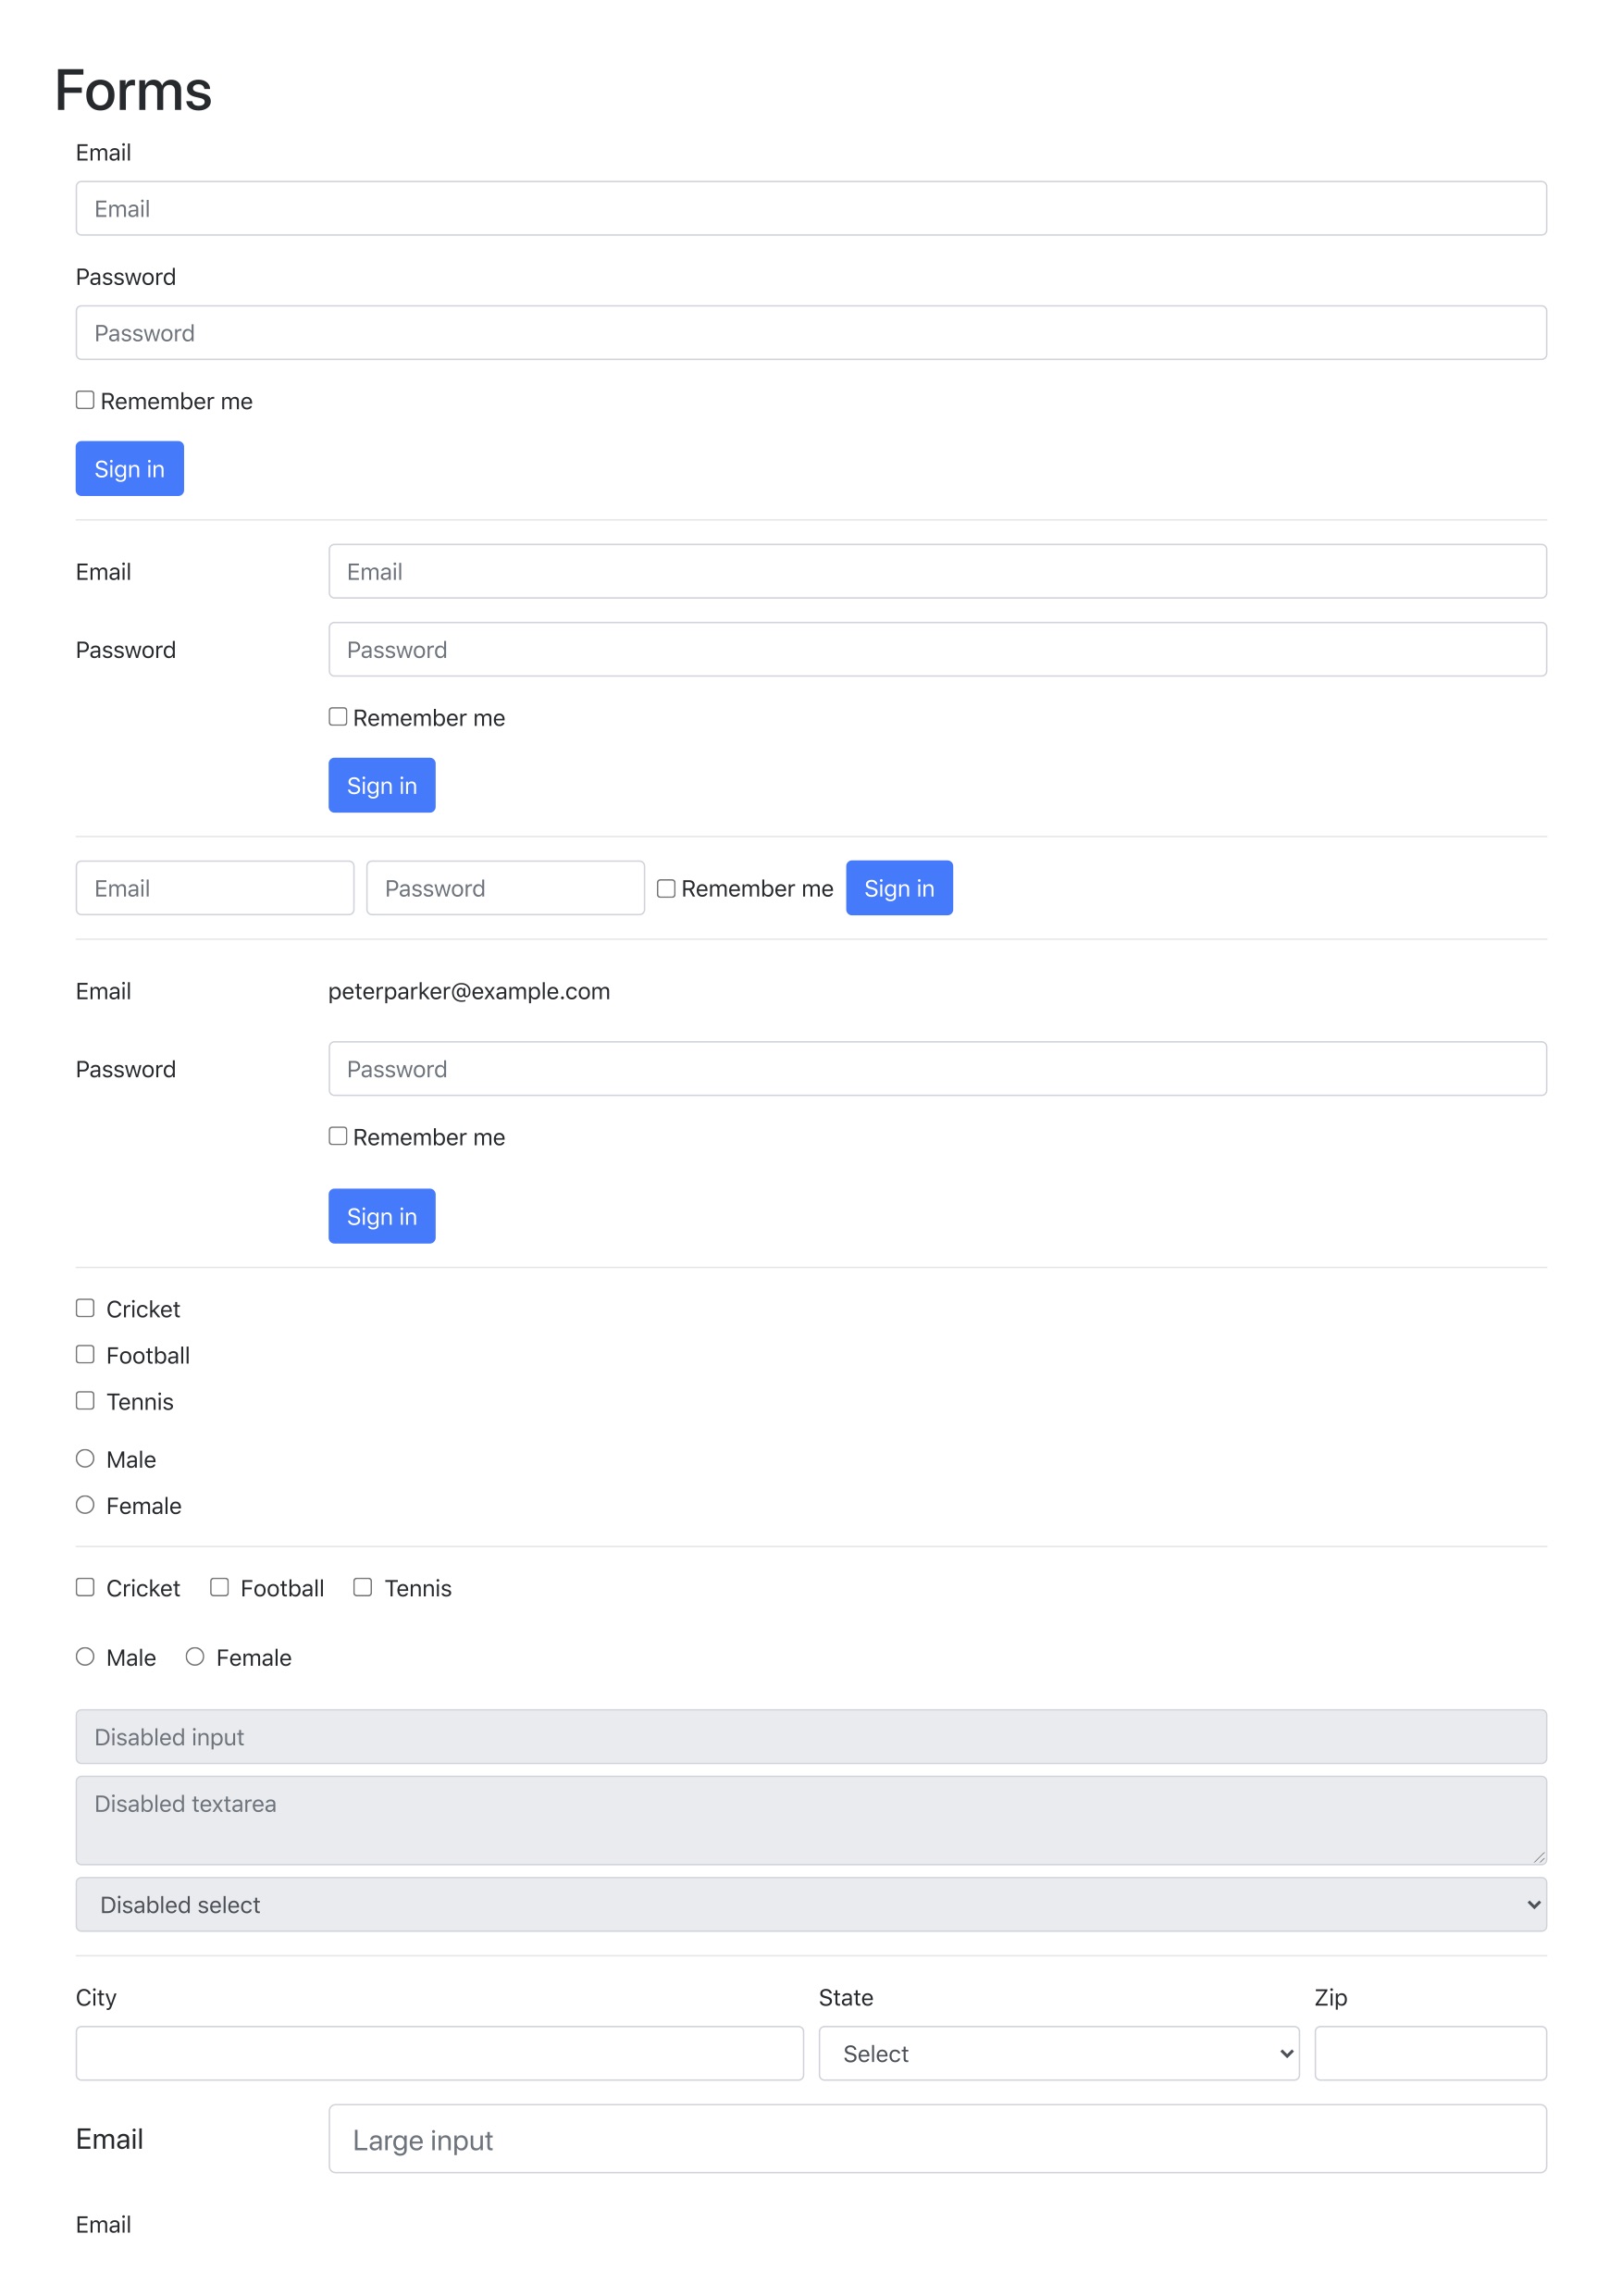 Forms
Email
Email
Password
Password
Remember me
Sign in
Email Email
Password Password
Remember me
Sign in
Email Password Remember me Sign in
Email peterparker@example.com
Password Password
Remember me
Sign in
Cricket
Football
Tennis
Male
Female
Cricket Football Tennis
Male Female
Disabled input
Disabled textarea
Disabled select
City State Zip
Select
Email Large input
Email